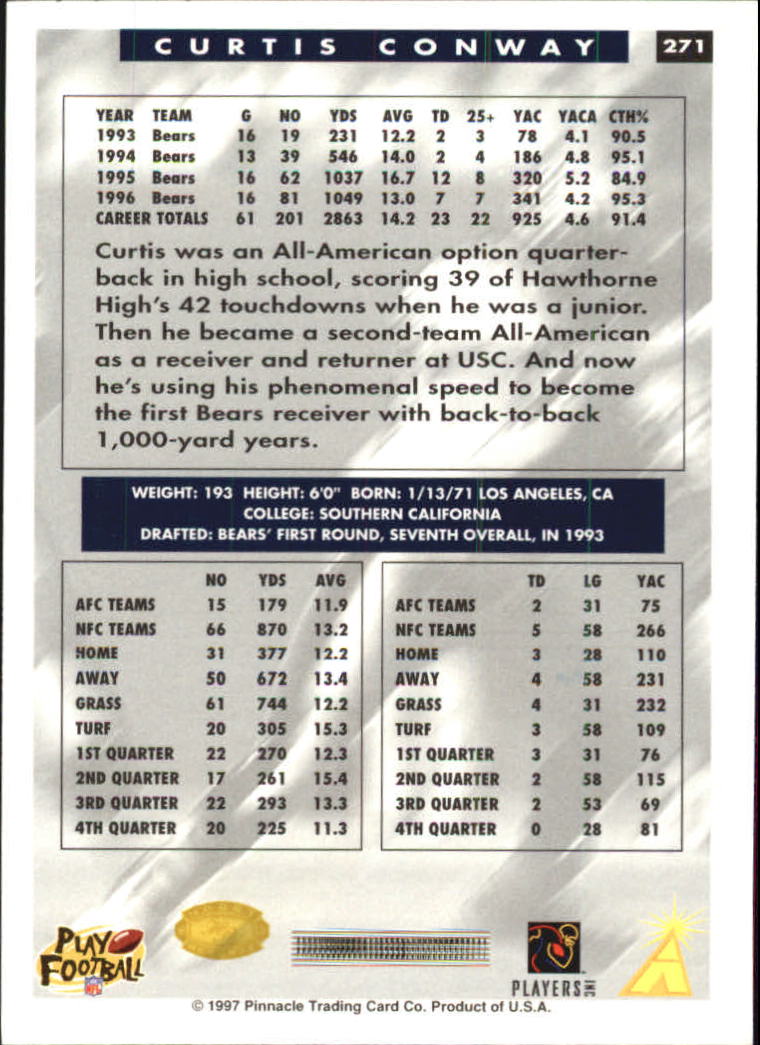 CURTIS CONWAY 271
YEAR TEAM G NO YDS AVG TD 25+ YAC YACA CTH%
1993 Bears 16 19 231 12.2 2 3 78 4.1 90.5
1994 Bears 13 39 546 14.0 2 4 186 4.8 95.1
1995 Bears 16 62 1037 16.7 12 8 320 5.2 84.9
1996 Bears 16 81 1049 13.0 7 7 341 4.2 95.3
CAREER TOTALS 61 201 2863 14.2 23 22 925 4.6 91.4
Curtis was an All-American option quarter-
back in high school, scoring 39 of Hawthorne
High's 42 touchdowns when he was a junior.
Then he became a second-team All-American
as a receiver and returner at USC. And now
he's using his phenomenal speed to become
the first Bears receiver with back-to-back
1,000-yard years.
WEIGHT: 193 HEIGHT: 6'0" BORN: 1/13/71 LOS ANGELES, CA
COLLEGE: SOUTHERN CALIFORNIA
DRAFTED: BEARS' FIRST ROUND, SEVENTH OVERALL, IN 1993
NO YDS AVG
AFC TEAMS 15 179 11.9
NFC TEAMS 66 870 13.2
HOME 31 377 12.2
AWAY 50 672 13.4
GRASS 61 744 12.2
TURF 20 305 15.3
1ST QUARTER 22 270 12.3
2ND QUARTER 17 261 15.4
3RD QUARTER 22 293 13.3
4TH QUARTER 20 225 11.3
TD LG YAC
AFC TEAMS 2 31 75
NFC TEAMS 5 58 266
HOME 3 28 110
AWAY 4 58 231
GRASS 4 31 232
TURF 3 58 109
1ST QUARTER 3 31 76
2ND QUARTER 2 58 115
3RD QUARTER 2 53 69
4TH QUARTER 0 28 81
PLAY
FOOTBALL
NFL
PLAYERS INC
© 1997 Pinnacle Trading Card Co. Product of U.S.A.